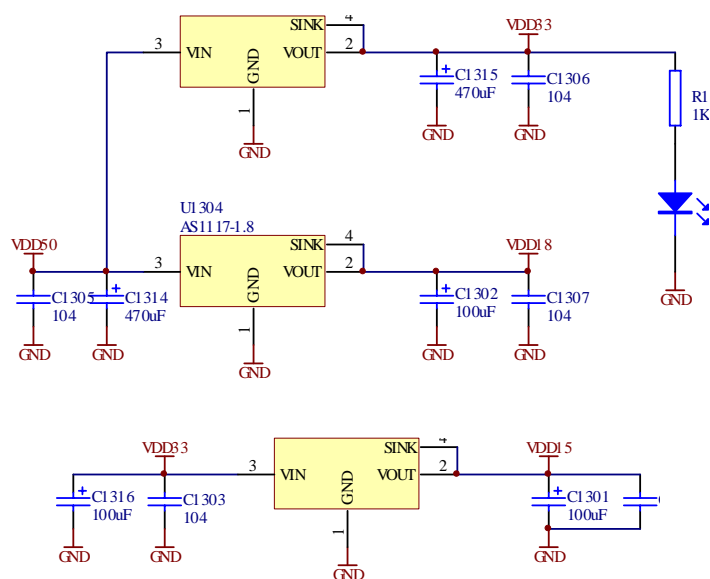 SINK 4
3 VIN VOUT 2
GND
1
GND
VDD33
C1315
470uF
GND
C1306
104
GND
R1
1K
GND
U1304
AS1117-1.8
SINK 4
3 VIN VOUT 2
GND
1
GND
VDD50
C1305
104
GND
C1314
470uF
GND
VDD18
C1302
100uF
GND
C1307
104
GND
SINK 4
3 VIN VOUT 2
GND
1
GND
VDD33
C1316
100uF
GND
C1303
104
GND
VDD15
C1301
100uF
GND